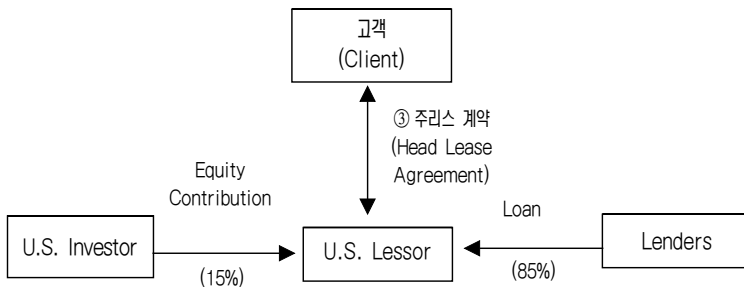 고객
(Client)
③ 주리스 계약
(Head Lease
Agreement)
Equity
Contribution
Loan
U.S. Investor
U.S. Lessor
Lenders
(15%)
(85%)